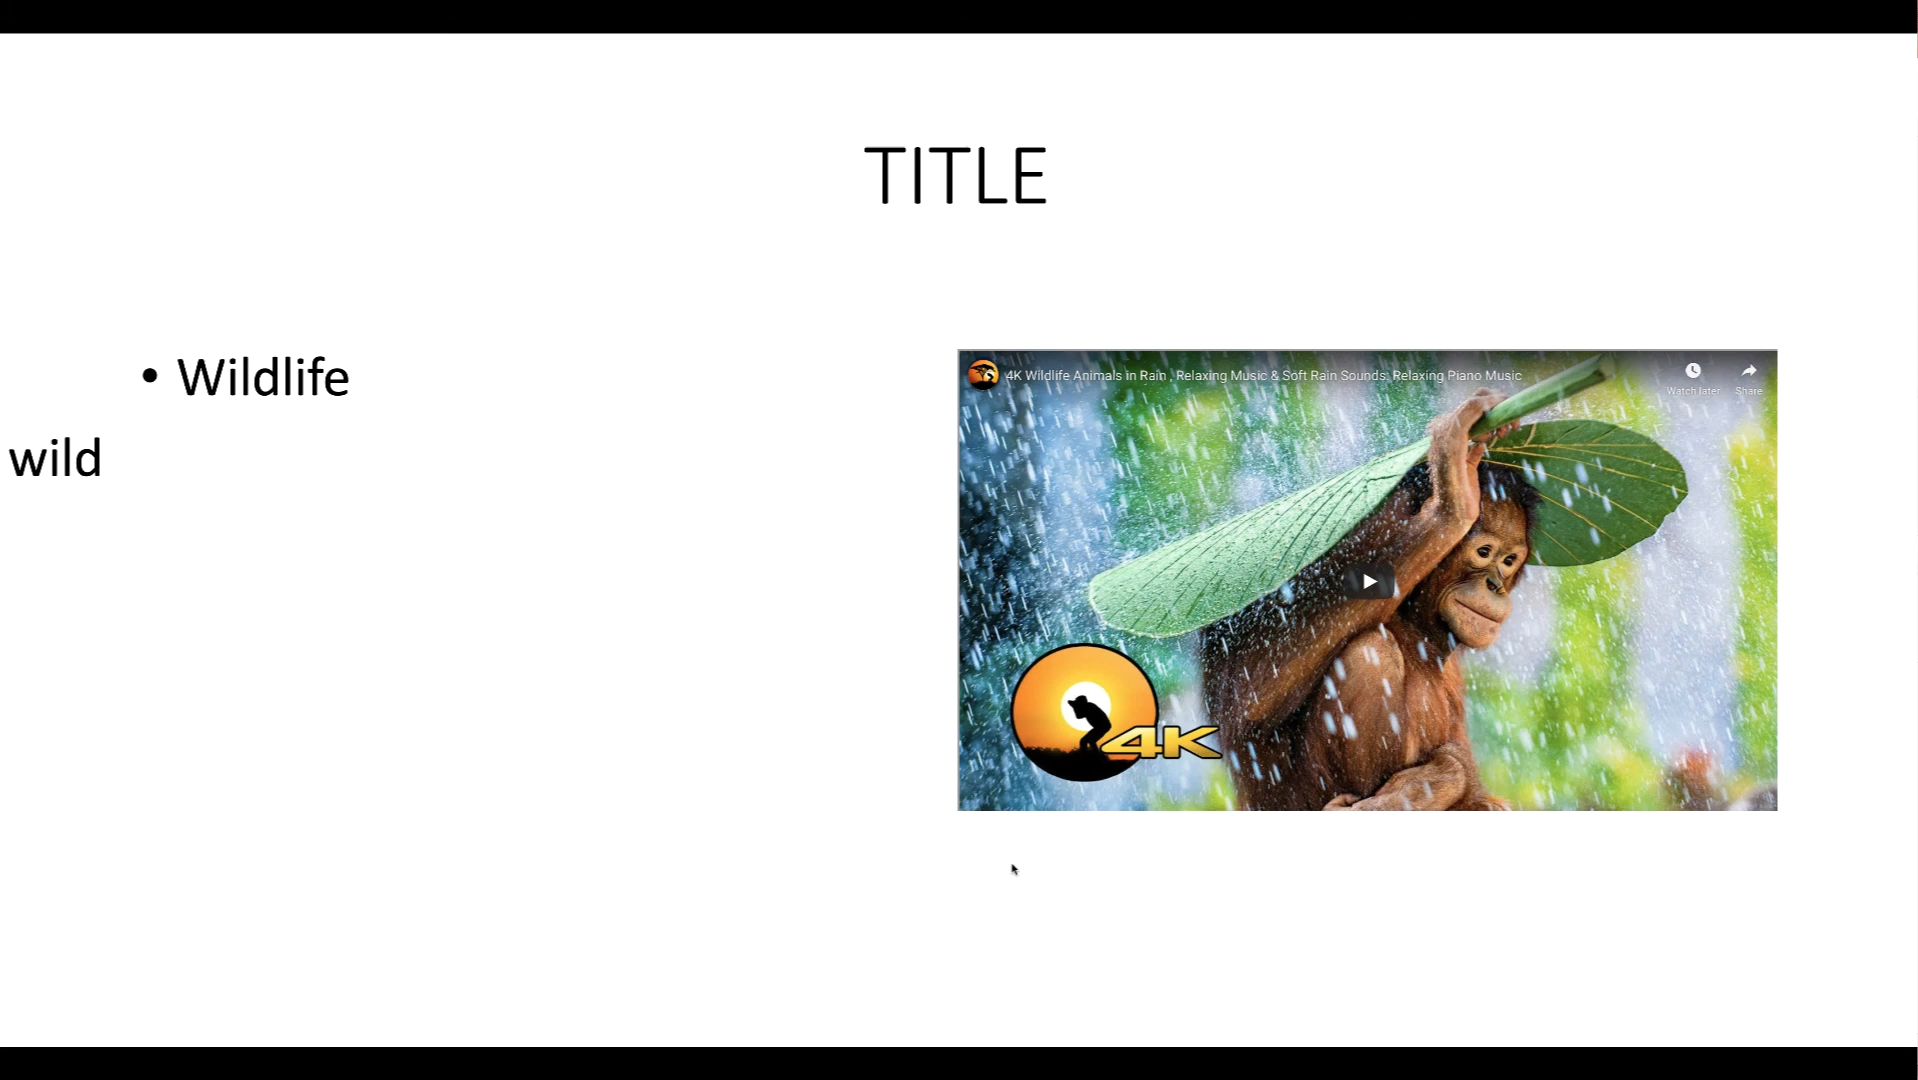 TITLE
• Wildlife
wild
4K Wildlife Animals in Rain , Relaxing Music & Soft Rain Sounds: Relaxing Piano Music
Watch later
Share
4K